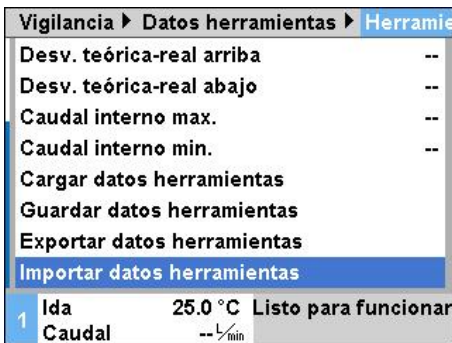 Vigilancia ▶ Datos herramientas ▶ Herramie
Desv. teórica-real arriba --
Desv. teórica-real abajo --
Caudal interno max. --
Caudal interno min. --
Cargar datos herramientas
Guardar datos herramientas
Exportar datos herramientas
Importar datos herramientas
1 Ida 25.0 °C Listo para funcionar
Caudal -- L/min